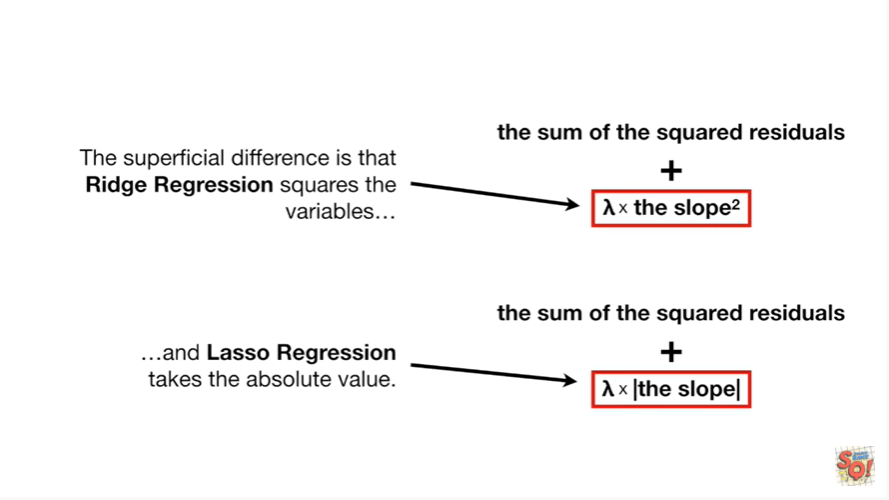 the sum of the squared residuals
The superficial difference is that
Ridge Regression squares the
variables…
+
λ x the slope²
the sum of the squared residuals
…and Lasso Regression
takes the absolute value.
+
λ x |the slope|
SQ!